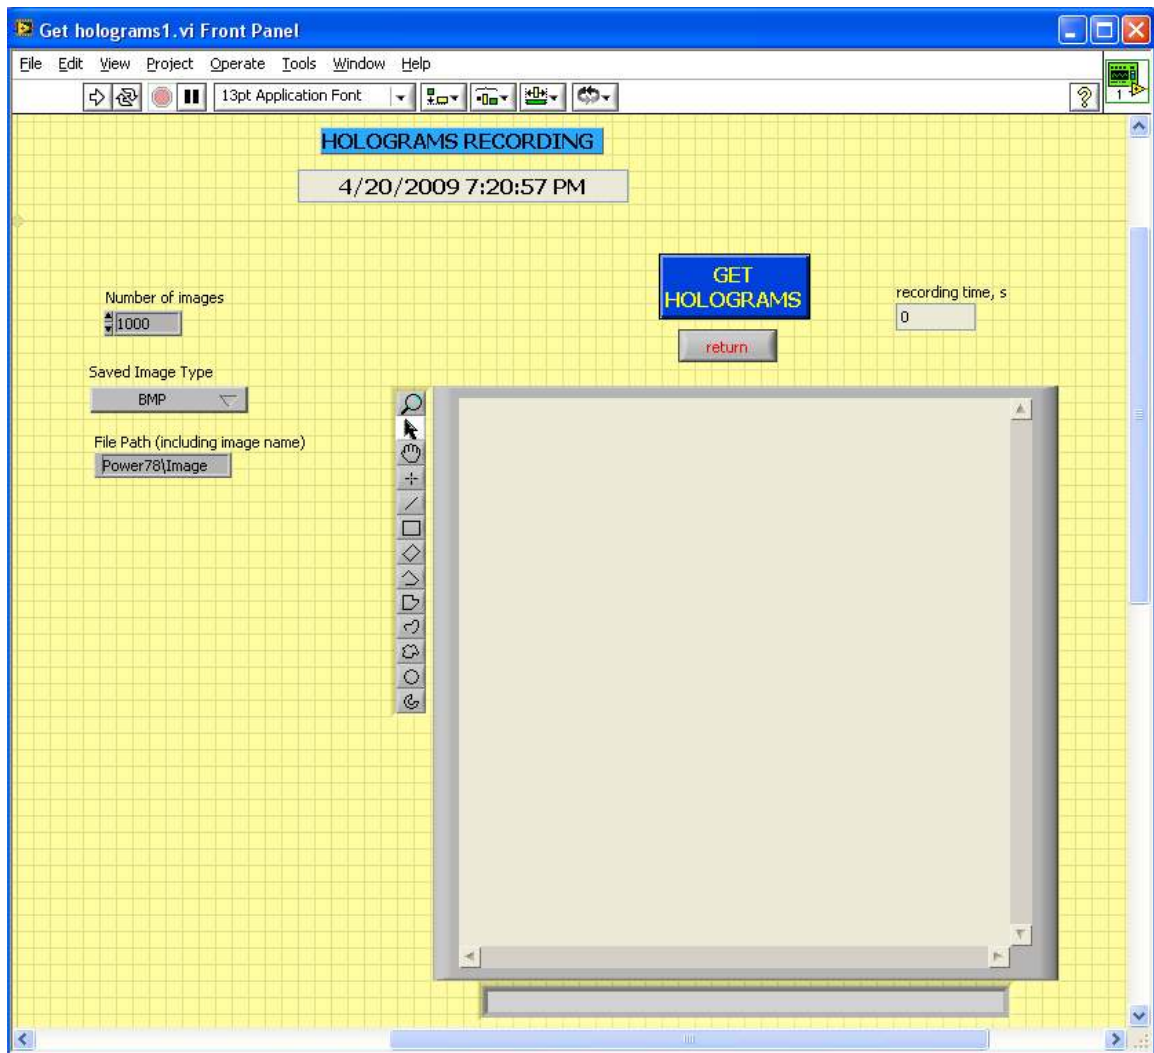 Get holograms1.vi Front Panel
File Edit View Project Operate Tools Window Help
13pt Application Font
?
1
HOLOGRAMS RECORDING
4/20/2009 7:20:57 PM
GET
HOLOGRAMS
return
recording time, s
0
Number of images
1000
Saved Image Type
BMP
File Path (including image name)
Power78\Image